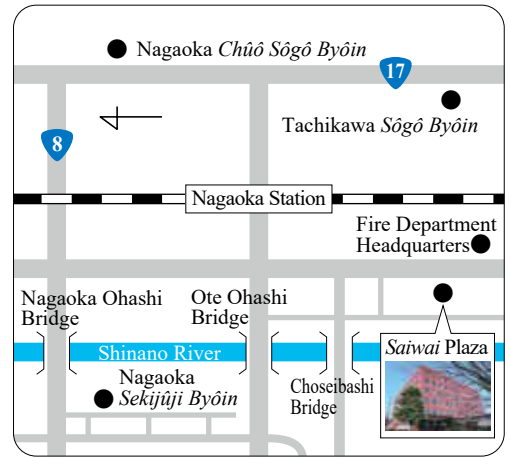 Nagaoka Chûô Sôgô Byôin
17
Tachikawa Sôgô Byôin
8
Nagaoka Station
Fire Department
Headquarters
Nagaoka Ohashi
Bridge
Ote Ohashi
Bridge
Saiwai Plaza
Shinano River
Nagaoka
Sekijûji Byôin
Choseibashi
Bridge